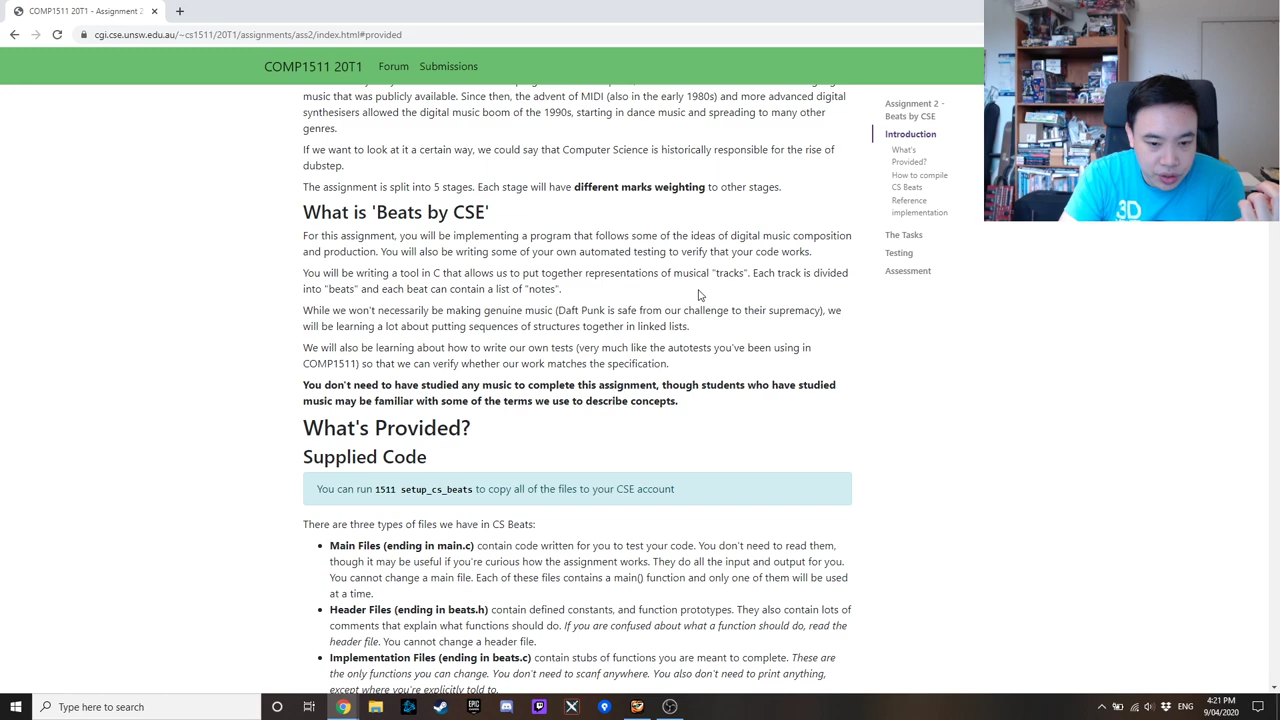 COMP1511 20T1 - Assignment 2
cgi.cse.unsw.edu.au/~cs1511/20T1/assignments/ass2/index.html#provided
COMP1511 20T1 Forum Submissions
music that was publicly available. Since then, the advent of MIDI (also in the early 1980s) and more advanced digital
synthesisers allowed the digital music boom of the 1990s, starting in dance music and spreading to many other
genres.
If we want to look at it a certain way, we could say that Computer Science is historically responsible for the rise of
dubstep.
The assignment is split into 5 stages. Each stage will have different marks weighting to other stages.
What is 'Beats by CSE'
For this assignment, you will be implementing a program that follows some of the ideas of digital music composition
and production. You will also be writing some of your own automated testing to verify that your code works.
You will be writing a tool in C that allows us to put together representations of musical "tracks". Each track is divided
into "beats" and each beat can contain a list of "notes".
While we won't necessarily be making genuine music (Daft Punk is safe from our challenge to their supremacy), we
will be learning a lot about putting sequences of structures together in linked lists.
We will also be learning about how to write our own tests (very much like the autotests you've been using in
COMP1511) so that we can verify whether our work matches the specification.
You don't need to have studied any music to complete this assignment, though students who have studied
music may be familiar with some of the terms we use to describe concepts.
What's Provided?
Supplied Code
You can run 1511 setup_cs_beats to copy all of the files to your CSE account
There are three types of files we have in CS Beats:
• Main Files (ending in main.c) contain code written for you to test your code. You don't need to read them,
though it may be useful if you're curious how the assignment works. They do all the input and output for you.
You cannot change a main file. Each of these files contains a main() function and only one of them will be used
at a time.
• Header Files (ending in beats.h) contain defined constants, and function prototypes. They also contain lots of
comments that explain what functions should do. If you are confused about what a function should do, read the
header file. You cannot change a header file.
• Implementation Files (ending in beats.c) contain stubs of functions you are meant to complete. These are
the only functions you can change. You don't need to scanf anywhere. You also don't need to print anything,
except where you're explicitly told to.
Assignment 2 -
Beats by CSE
Introduction
What's
Provided?
How to compile
CS Beats
Reference
implementation
The Tasks
Testing
Assessment
3D
Type here to search
EPIC
4:21 PM
9/04/2020